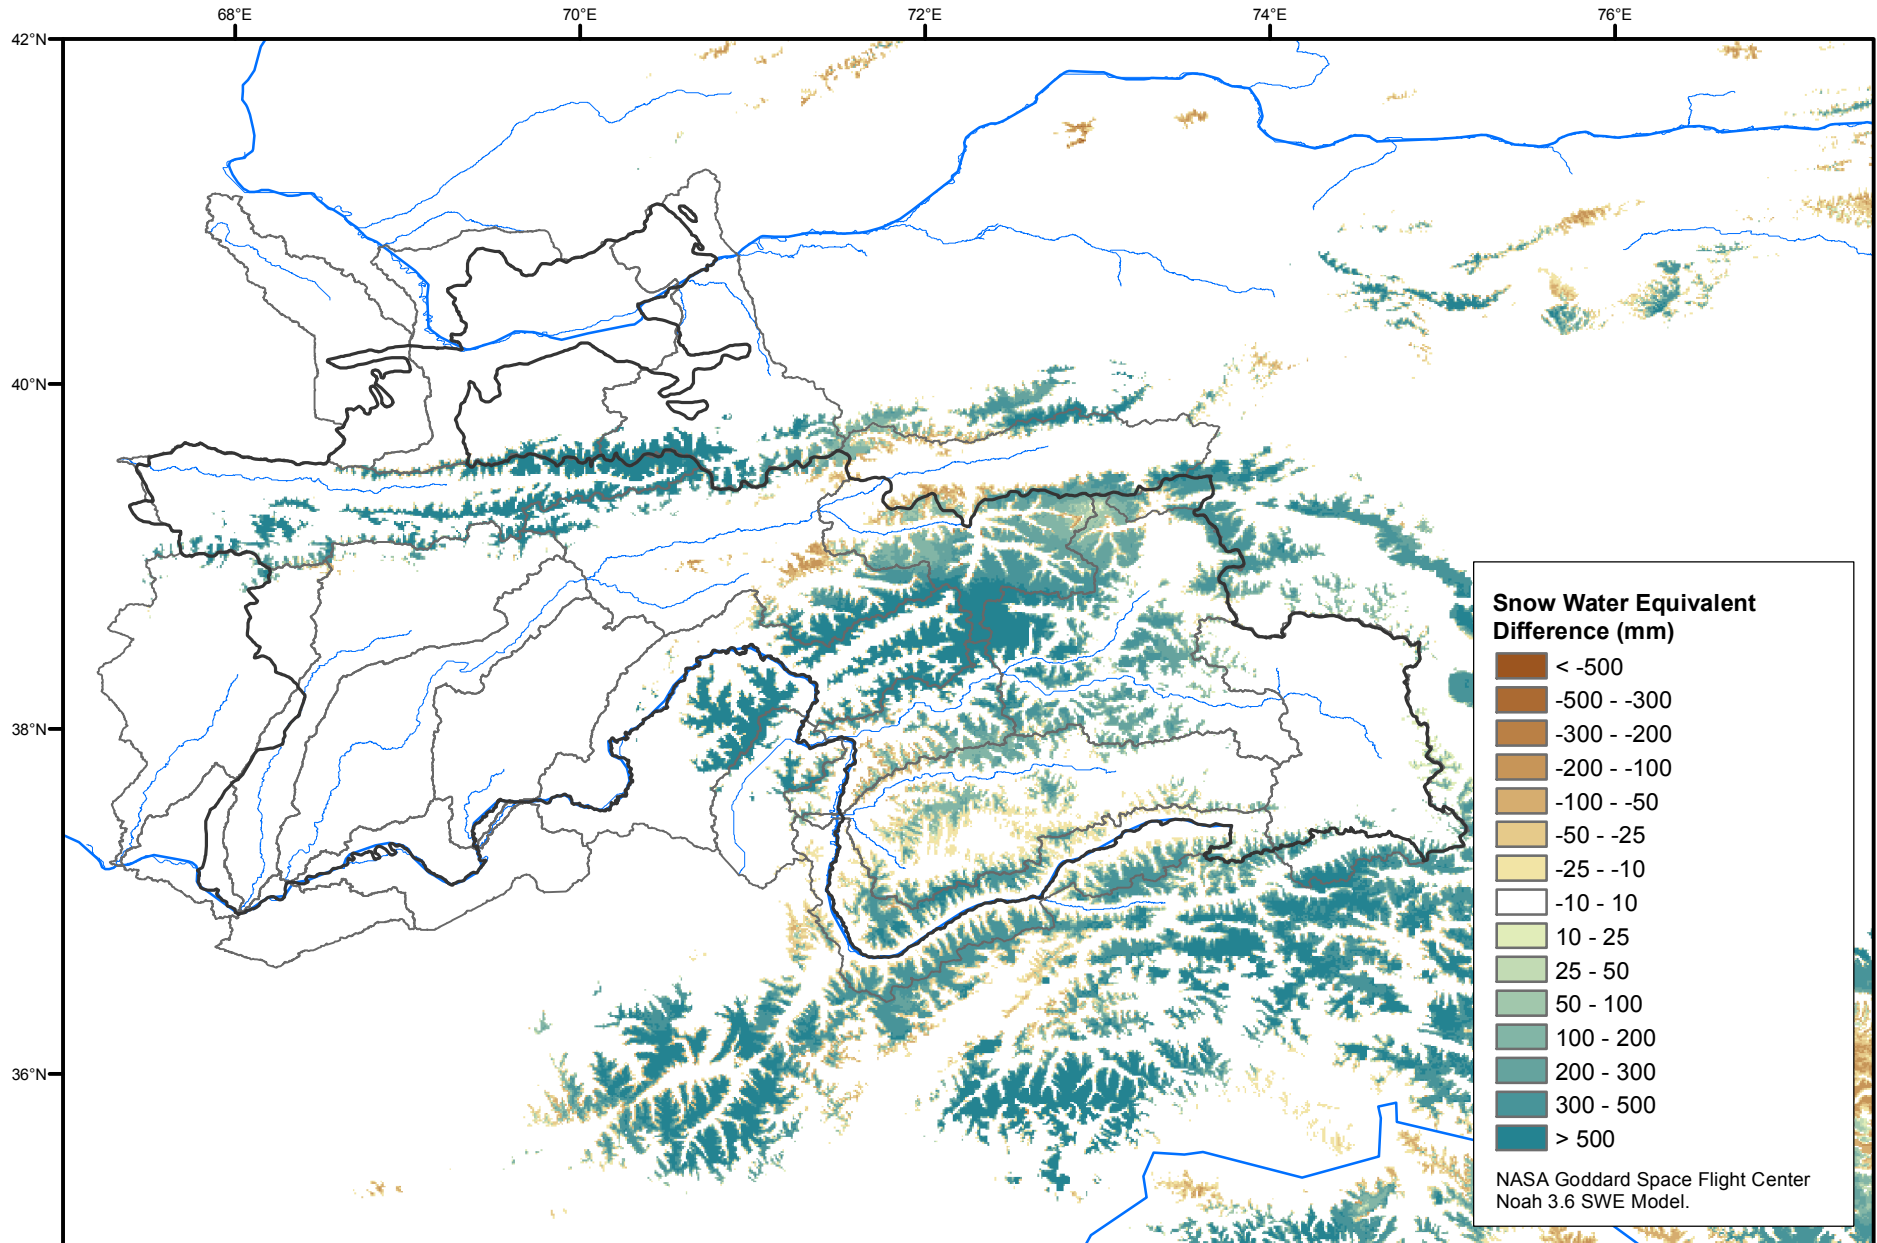 68°E
70°E
72°E
74°E
76°E
42°N
40°N
38°N
36°N
Snow Water Equivalent
Difference (mm)
< -500
-500 - -300
-300 - -200
-200 - -100
-100 - -50
-50 - -25
-25 - -10
-10 - 10
10 - 25
25 - 50
50 - 100
100 - 200
200 - 300
300 - 500
> 500
NASA Goddard Space Flight Center
Noah 3.6 SWE Model.